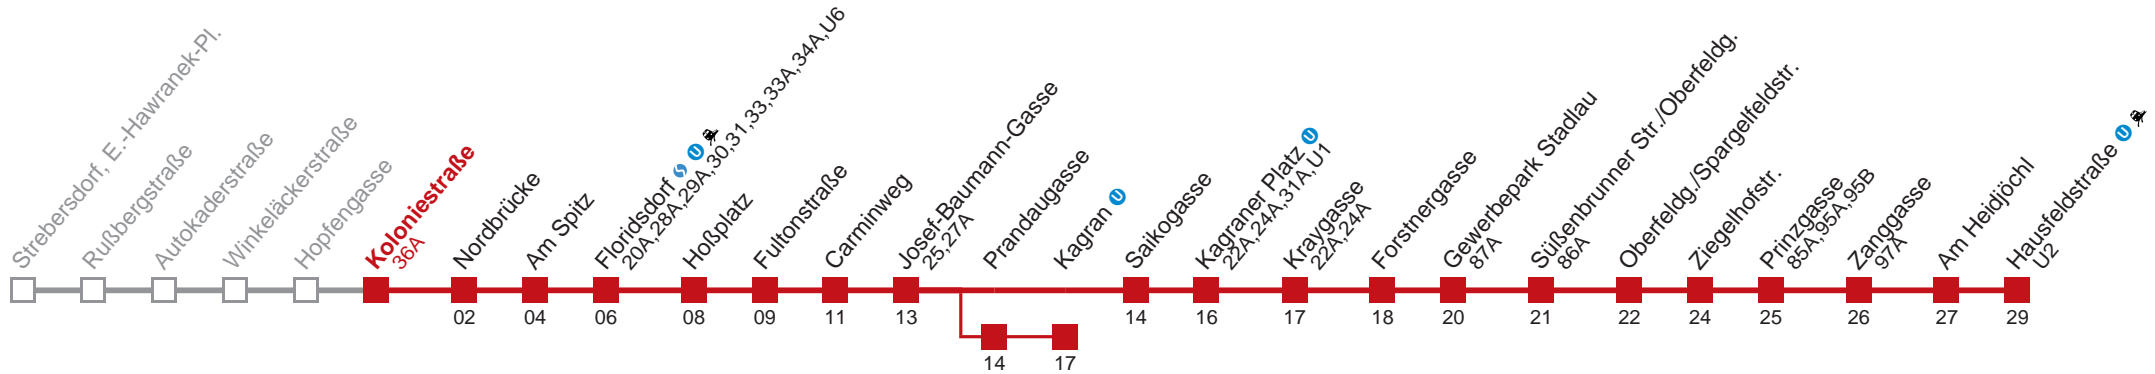 Strebersdorf, E.-Hawranek-Pl.
Rußbergstraße
Autokaderstraße
Winkeläckerstraße
Hopfengasse
Koloniestraße
36A
Nordbrücke
Am Spitz
Floridsdorf S U
20A,28A,29A,30,31,33,33A,34A,U6
Hoßplatz
Fultonstraße
Carminweg
Josef-Baumann-Gasse
25,27A
Prandaugasse
Kagran U
Saikogasse
Kagraner Platz U
22A,24A,31A,U1
Kraygasse
22A,24A
Forstnergasse
Gewerbepark Stadlau
87A
Süßenbrunner Str./Oberfeldg.
86A
Oberfeldg./Spargelfeldstr.
Ziegelhofstr.
Prinzgasse
85A,95A,95B
Zanggasse
97A
Am Heidjöchl
Hausfeldstraße U
U2
02 04 06 08 09 11 13 14 16 17 18 20 21 22 24 25 26 27 29
14 17